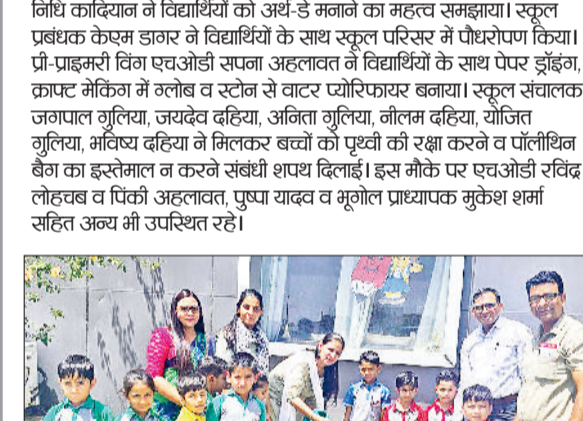 निधि कादियान ने विद्यार्थियों को अर्थ-डे मनाने का महत्व समझाया। स्कूल
प्रबंधक केएम डागर ने विद्यार्थियों के साथ स्कूल परिसर में पौधरोपण किया।
प्री-प्राइमरी विंग एचओडी सपना अहलावत ने विद्यार्थियों के साथ पेपर ड्रॉइंग,
क्राफ्ट मेकिंग में ग्लोब व स्टोन से वाटर प्योरिफायर बनाया। स्कूल संचालक
जगपाल गुलिया, जयदेव दहिया, अनिता गुलिया, नीलम दहिया, योजित
गुलिया, भविष्य दहिया ने मिलकर बच्चों को पृथ्वी की रक्षा करने व पॉलीथिन
बैग का इस्तेमाल न करने संबंधी शपथ दिलाई। इस मौके पर एचओडी रविंद्र
लोहचब व पिंकी अहलावत, पुष्पा यादव व भूगोल प्राध्यापक मुकेश शर्मा
सहित अन्य भी उपस्थित रहे।